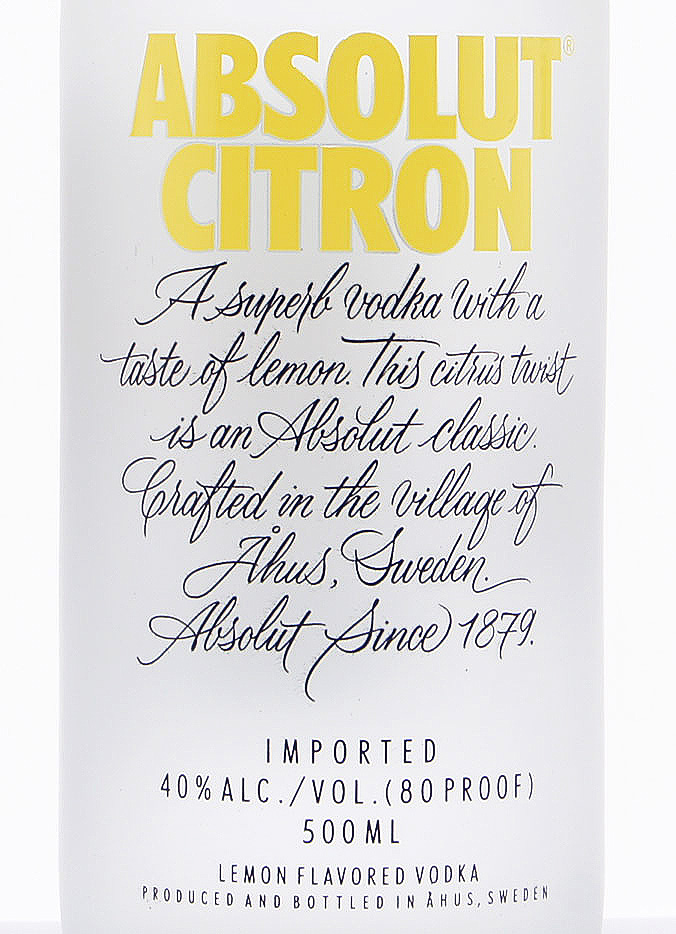 ABSOLUT®
CITRON
A superb vodka with a
taste of lemon. This citrus twist
is an Absolut classic.
Crafted in the village of
Åhus, Sweden.
Absolut Since 1879.
IMPORTED
40% ALC./VOL. (80 PROOF)
500ML
LEMON FLAVORED VODKA
PRODUCED AND BOTTLED IN ÅHUS, SWEDEN